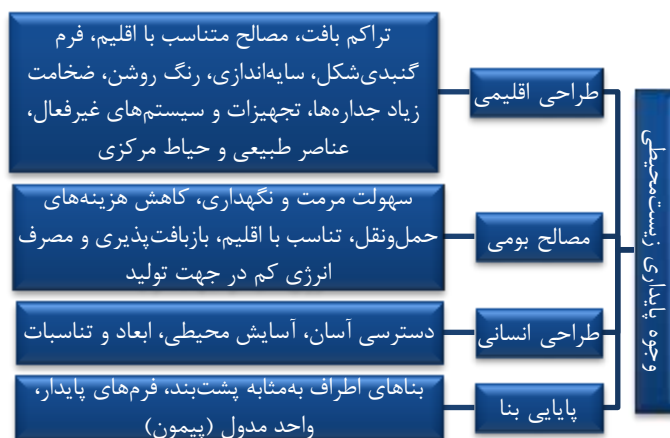 وجوه پایداری زیست‌محیطی
طراحی اقلیمی
تراکم بافت، مصالح متناسب با اقلیم، فرم
گنبدی‌شکل، سایه‌اندازی، رنگ روشن، ضخامت
زیاد جداره‌ها، تجهیزات و سیستم‌های غیرفعال،
عناصر طبیعی و حیاط مرکزی
مصالح بومی
سهولت مرمت و نگهداری، کاهش هزینه‌های
حمل‌ونقل، تناسب با اقلیم، بازبافت‌پذیری و مصرف
انرژی کم در جهت تولید
طراحی انسانی
دسترسی آسان، آسایش محیطی، ابعاد و تناسبات
پایایی بنا
بناهای اطراف به‌مثابه پشت‌بند، فرم‌های پایدار،
واحد مدول (پیمون)